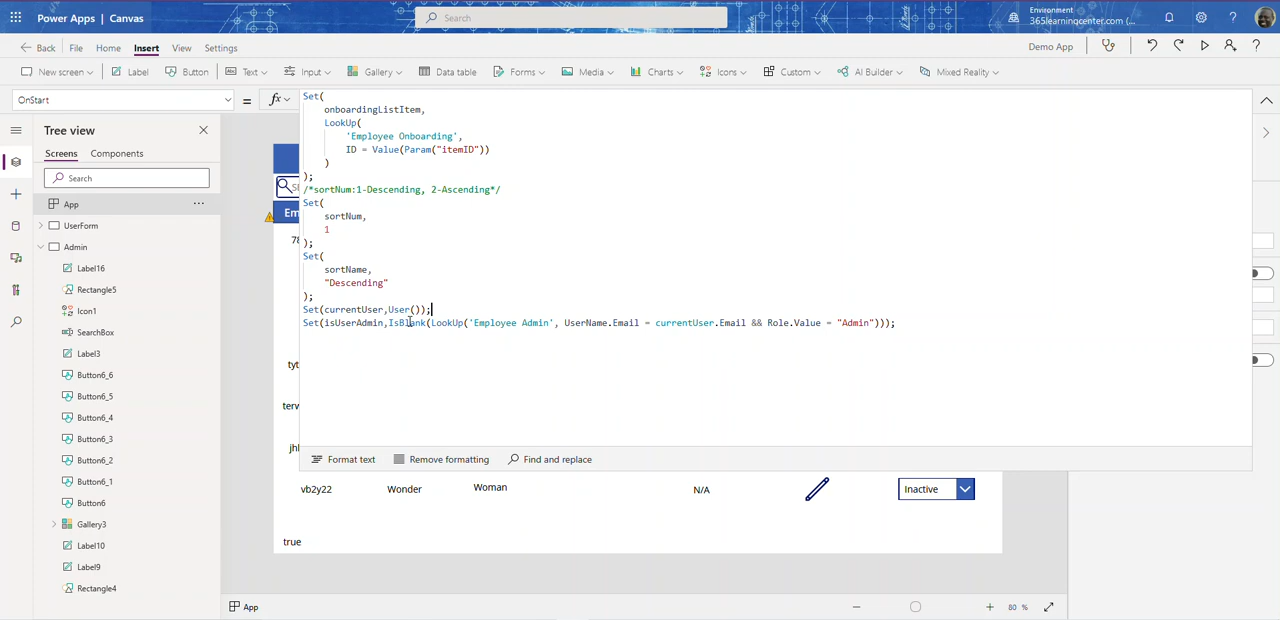 Power Apps | Canvas
Search
Environment
365learningcenter.com (...
Back File Home Insert View Settings
Demo App
New screen Label Button Text Input Gallery Data table Forms Media Charts Icons Custom AI Builder Mixed Reality
OnStart = fx
Tree view
Screens Components
Search
App ...
UserForm
Admin
Label16
Rectangle5
Icon1
SearchBox
Label3
Button6_6
Button6_5
Button6_4
Button6_3
Button6_2
Button6_1
Button6
Gallery3
Label10
Label9
Rectangle4
Set(
onboardingListItem,
LookUp(
'Employee Onboarding',
ID = Value(Param("itemID"))
)
);
/*sortNum:1-Descending, 2-Ascending*/
Set(
sortNum,
1
);
Set(
sortName,
"Descending"
);
Set(currentUser,User());
Set(isUserAdmin,IsBlank(LookUp('Employee Admin', UserName.Email = currentUser.Email && Role.Value = "Admin")));
Format text Remove formatting Find and replace
Em
78
tyt
terw
jhl
vb2y22 Wonder Woman N/A Inactive
true
App
80 %